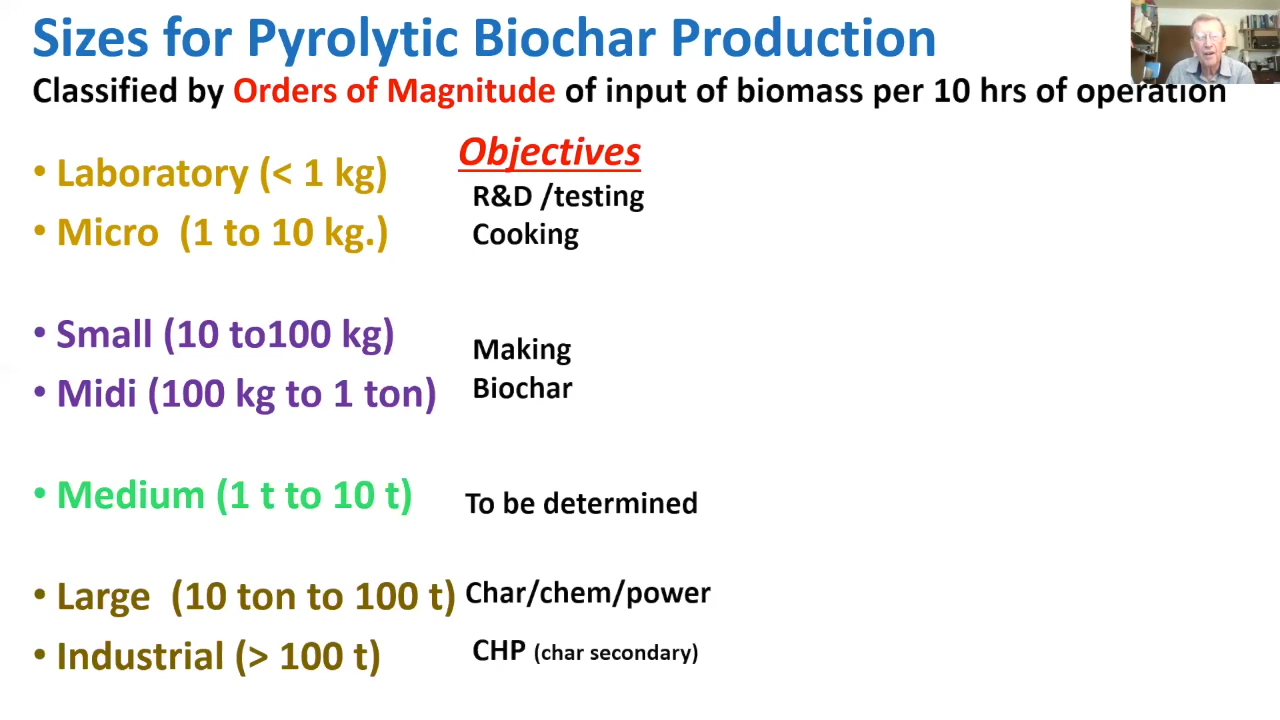 Sizes for Pyrolytic Biochar Production
Classified by Orders of Magnitude of input of biomass per 10 hrs of operation
Objectives
• Laboratory (< 1 kg)
R&D /testing
• Micro (1 to 10 kg.)
Cooking
• Small (10 to100 kg)
Making
• Midi (100 kg to 1 ton)
Biochar
• Medium (1 t to 10 t)
To be determined
• Large (10 ton to 100 t)
Char/chem/power
• Industrial (> 100 t)
CHP (char secondary)